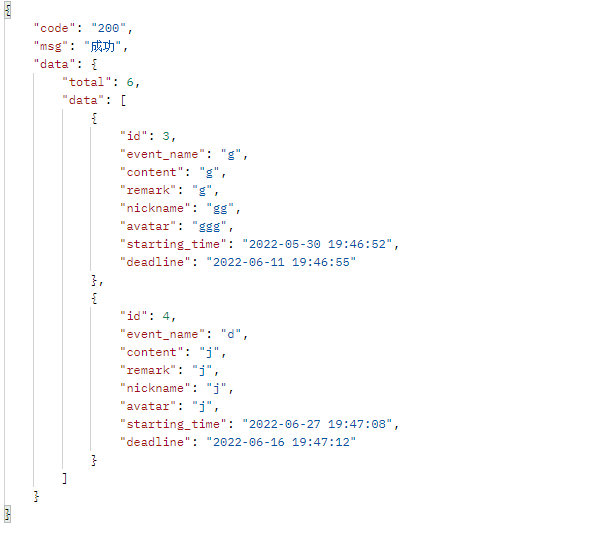 {
    "code": "200",
    "msg": "成功",
    "data": {
        "total": 6,
        "data": [
            {
                "id": 3,
                "event_name": "g",
                "content": "g",
                "remark": "g",
                "nickname": "gg",
                "avatar": "ggg",
                "starting_time": "2022-05-30 19:46:52",
                "deadline": "2022-06-11 19:46:55"
            },
            {
                "id": 4,
                "event_name": "d",
                "content": "j",
                "remark": "j",
                "nickname": "j",
                "avatar": "j",
                "starting_time": "2022-06-27 19:47:08",
                "deadline": "2022-06-16 19:47:12"
            }
        ]
    }
}